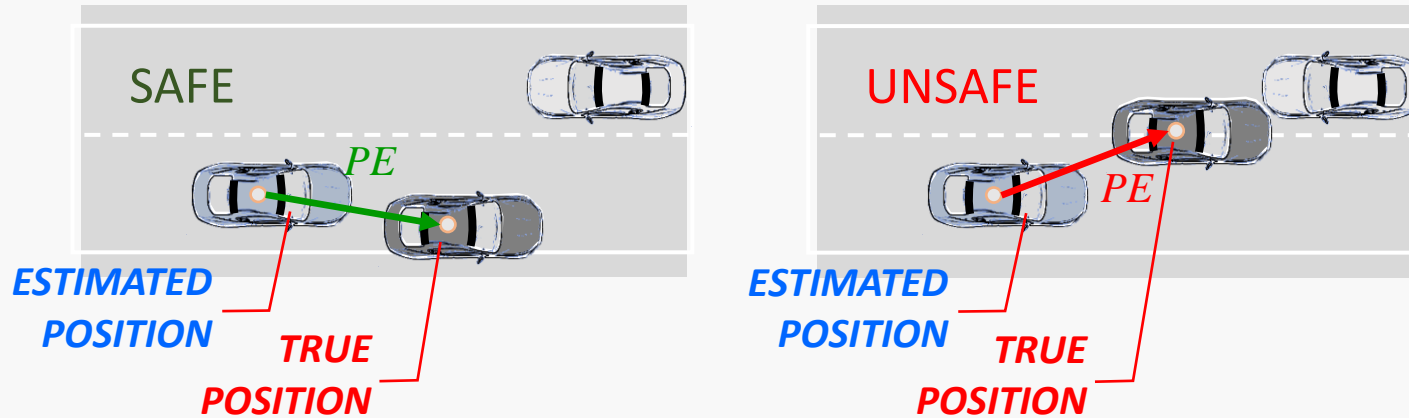 SAFE
PE
ESTIMATED
POSITION
TRUE
POSITION
UNSAFE
PE
ESTIMATED
POSITION
TRUE
POSITION